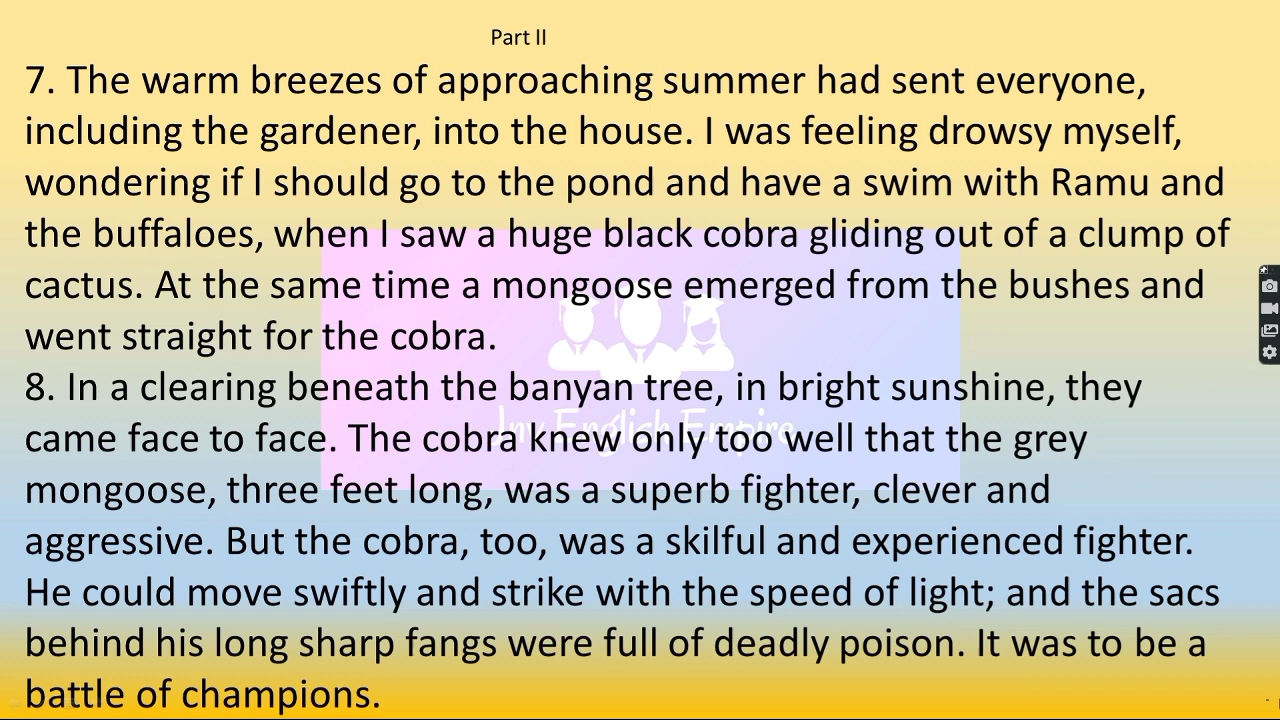 Part II
7. The warm breezes of approaching summer had sent everyone,
including the gardener, into the house. I was feeling drowsy myself,
wondering if I should go to the pond and have a swim with Ramu and
the buffaloes, when I saw a huge black cobra gliding out of a clump of
cactus. At the same time a mongoose emerged from the bushes and
went straight for the cobra.
8. In a clearing beneath the banyan tree, in bright sunshine, they
came face to face. The cobra knew only too well that the grey
Jnv English Empire
mongoose, three feet long, was a superb fighter, clever and
aggressive. But the cobra, too, was a skilful and experienced fighter.
He could move swiftly and strike with the speed of light; and the sacs
behind his long sharp fangs were full of deadly poison. It was to be a
battle of champions.